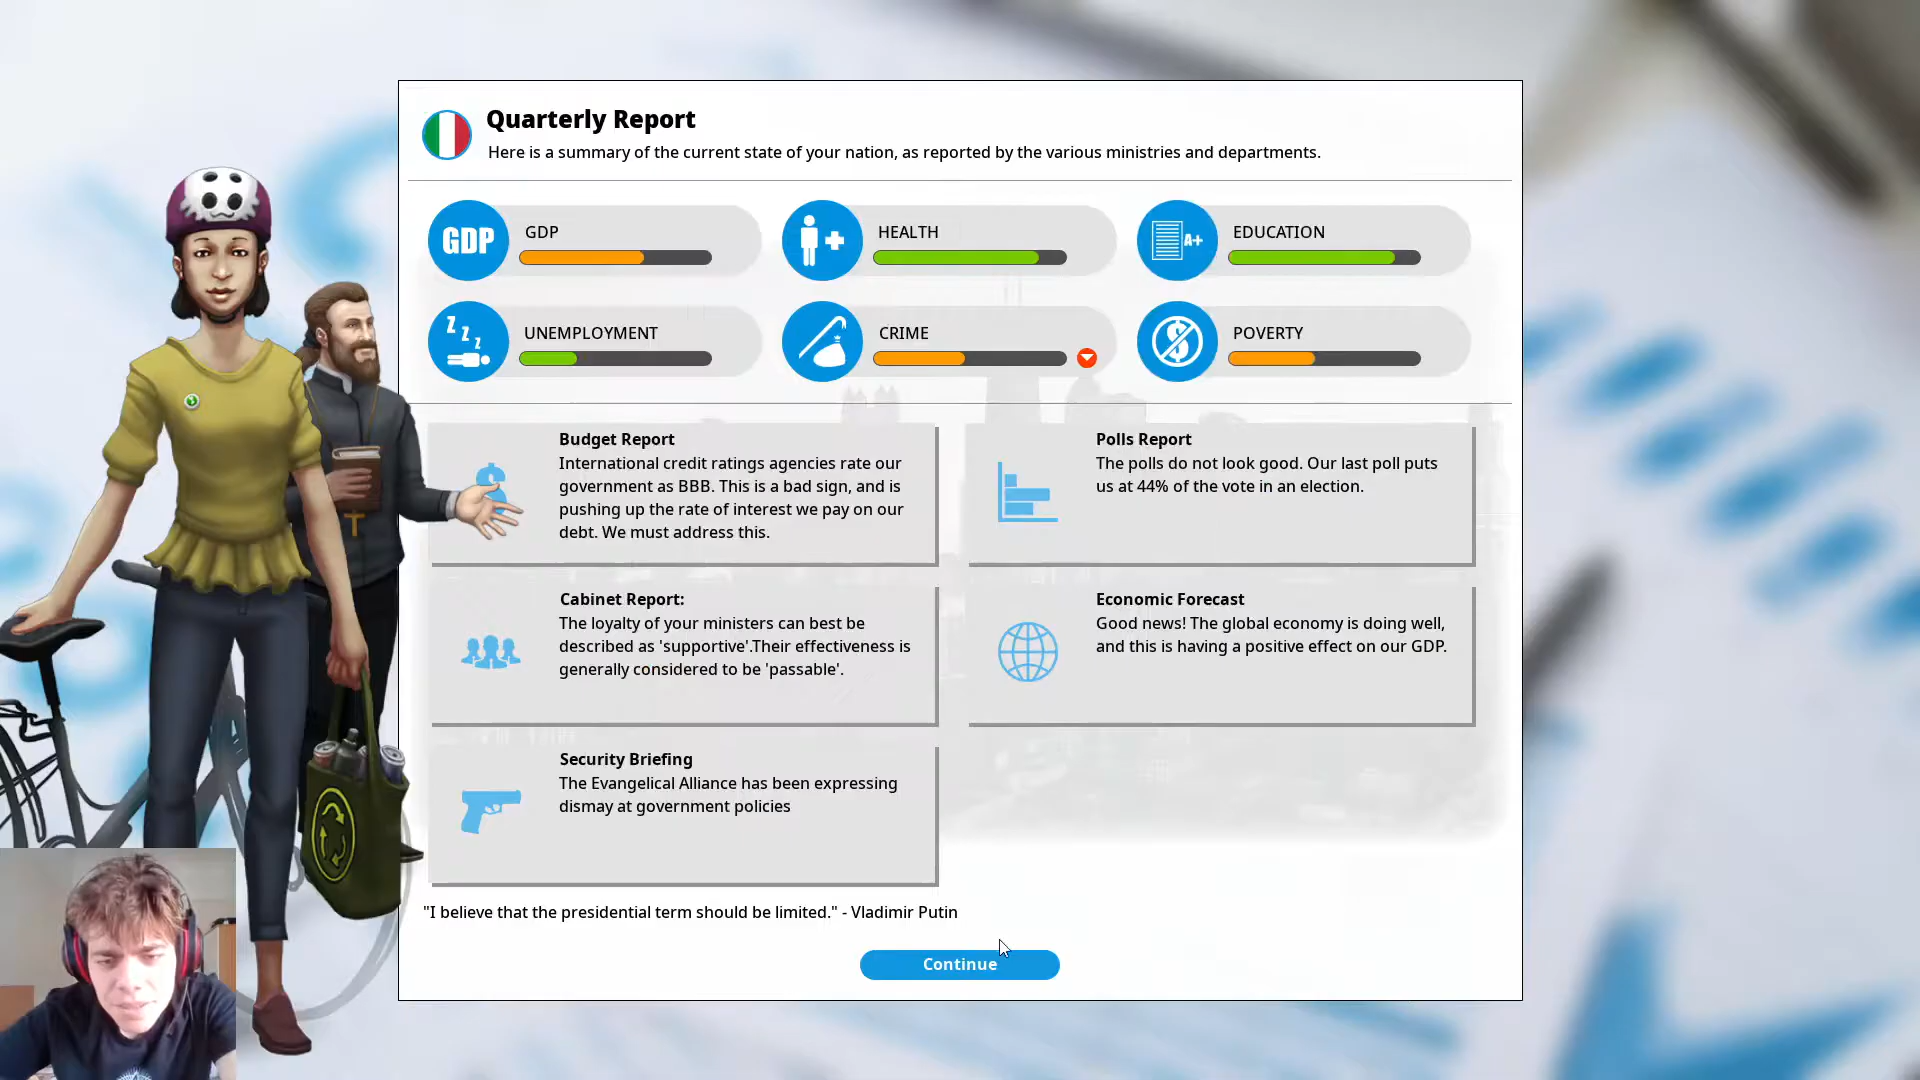 Quarterly Report
Here is a summary of the current state of your nation, as reported by the various ministries and departments.
GDP
GDP
HEALTH
A+
EDUCATION
Z
Z
Z
UNEMPLOYMENT
CRIME
$
POVERTY
Budget Report
International credit ratings agencies rate our
government as BBB. This is a bad sign, and is
pushing up the rate of interest we pay on our
debt. We must address this.
Polls Report
The polls do not look good. Our last poll puts
us at 44% of the vote in an election.
Cabinet Report:
The loyalty of your ministers can best be
described as 'supportive'.Their effectiveness is
generally considered to be 'passable'.
Economic Forecast
Good news! The global economy is doing well,
and this is having a positive effect on our GDP.
Security Briefing
The Evangelical Alliance has been expressing
dismay at government policies
"I believe that the presidential term should be limited." - Vladimir Putin
Continue